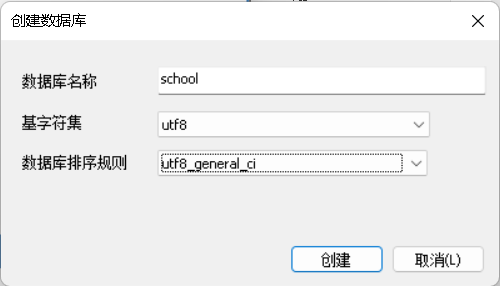 创建数据库
数据库名称
school
基字符集
utf8
数据库排序规则
utf8_general_ci
创建
取消(L)